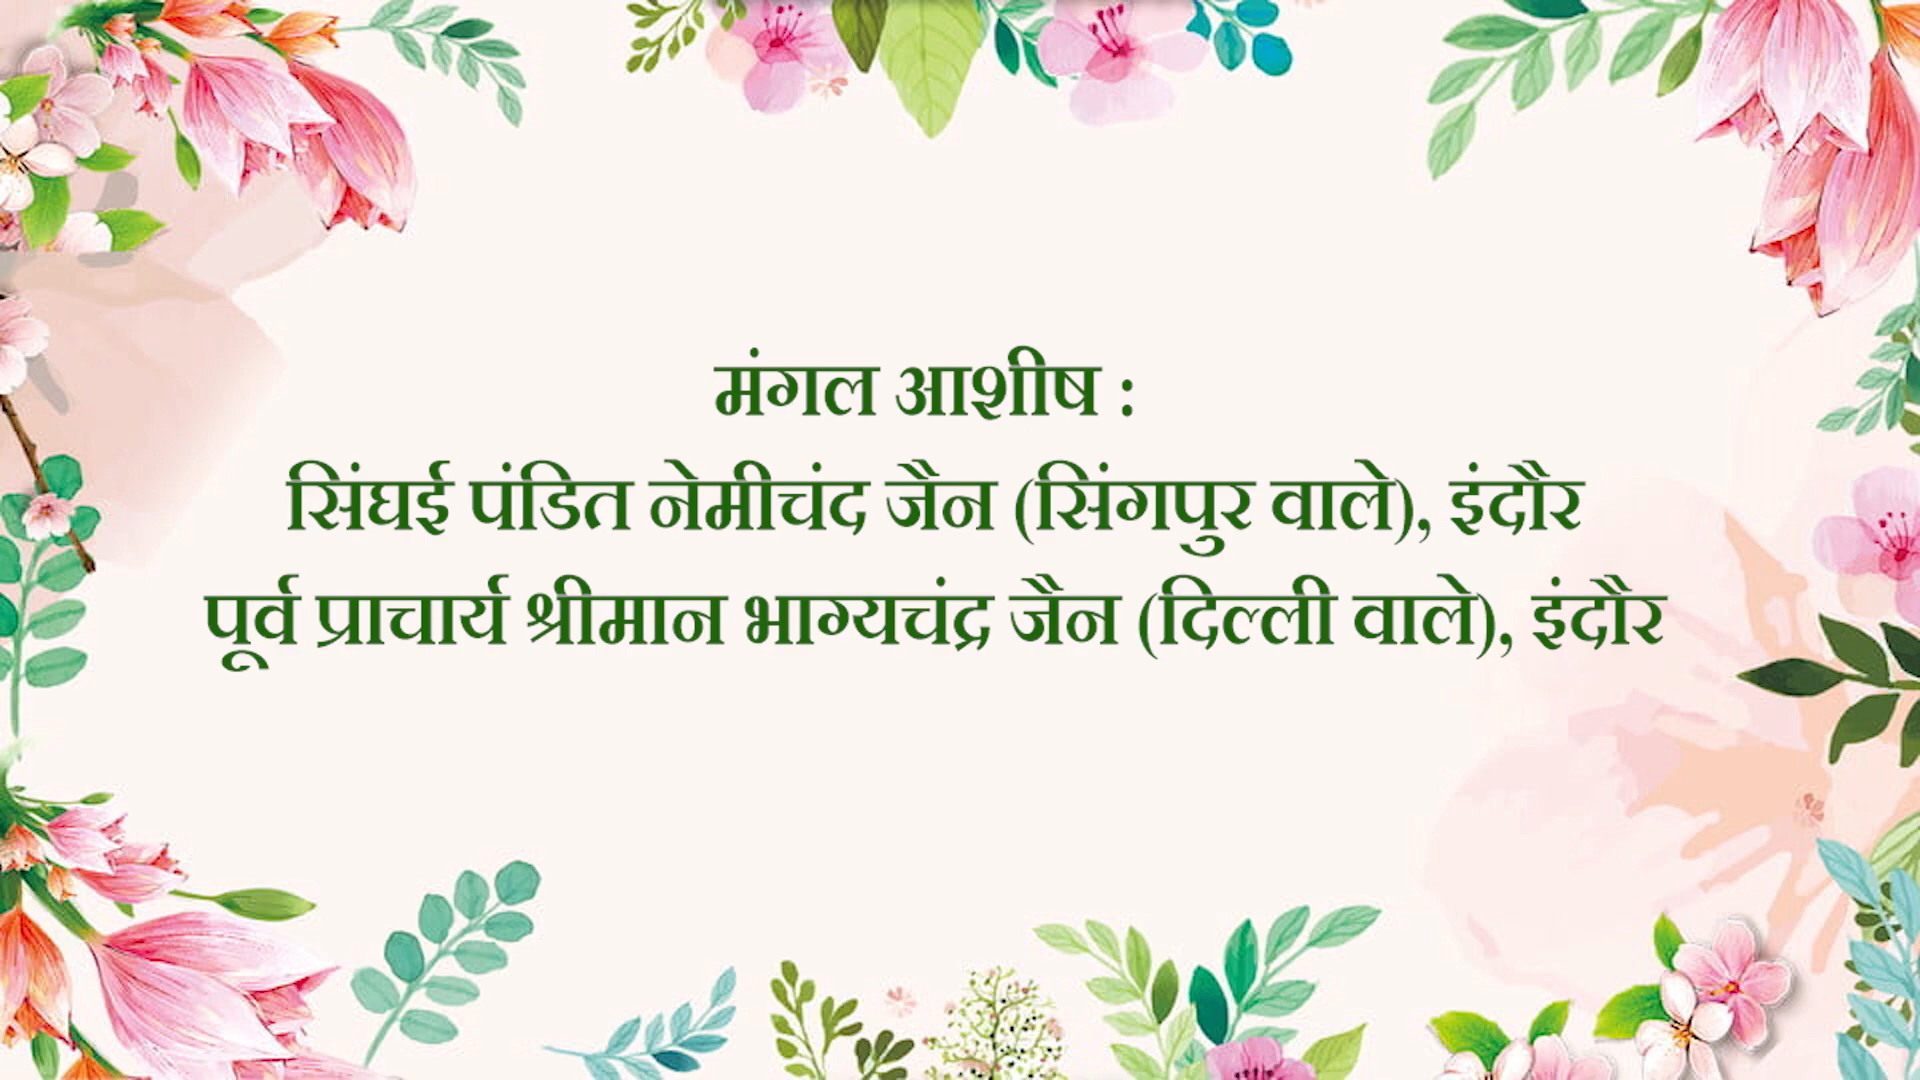 मंगल आशीष :
सिंघई पंडित नेमीचंद जैन (सिंगपुर वाले), इंदौर
पूर्व प्राचार्य श्रीमान भाग्यचंद्र जैन (दिल्ली वाले), इंदौर